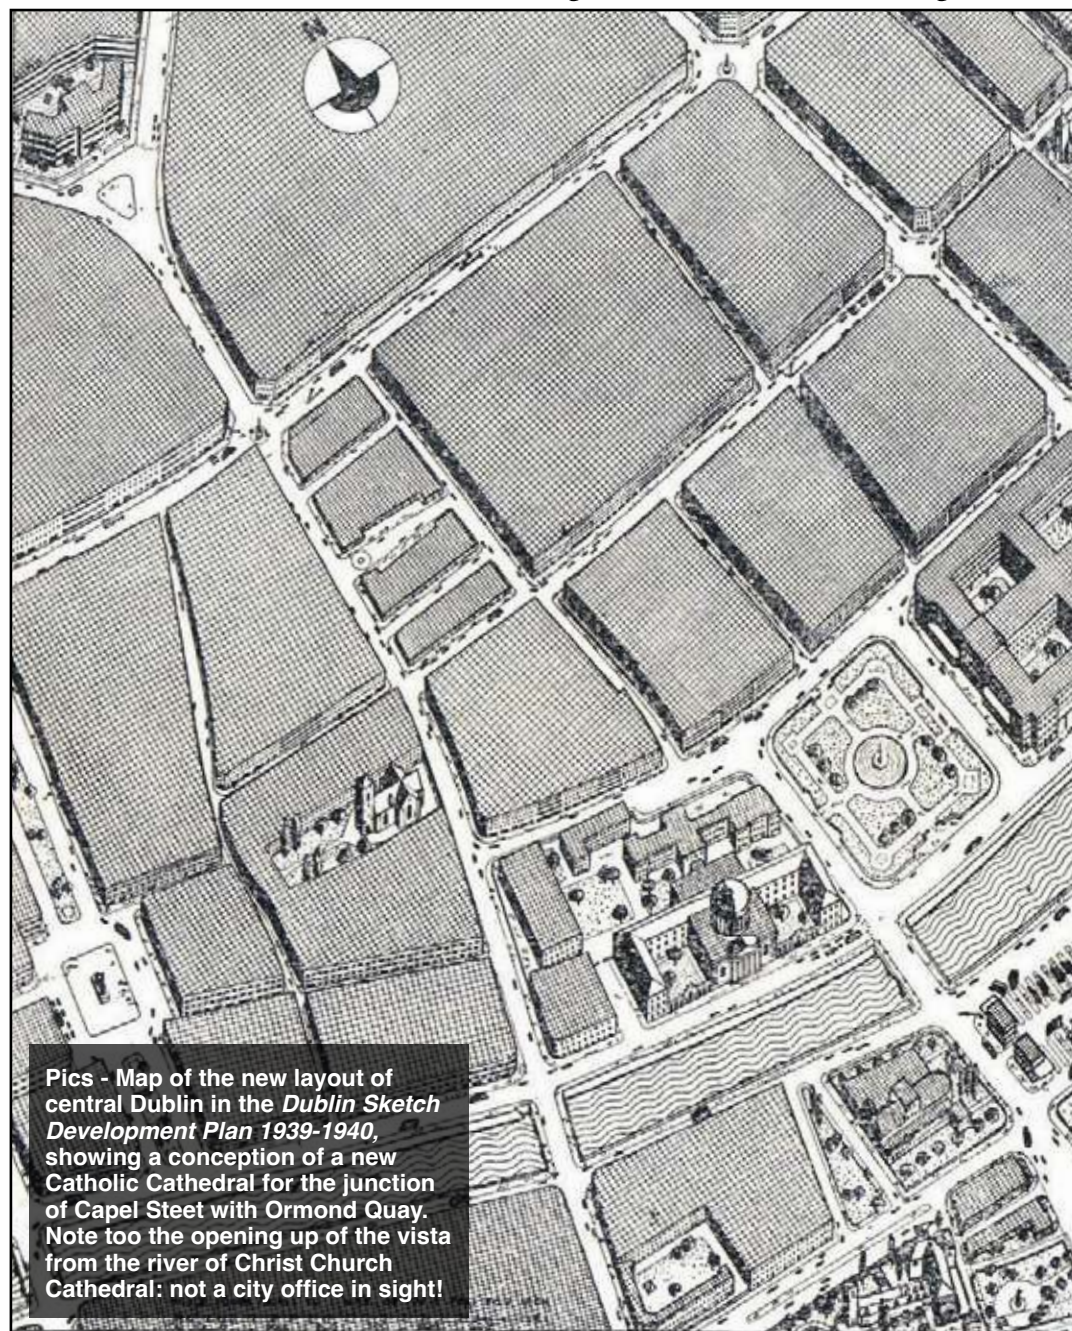 Pics - Map of the new layout of
central Dublin in the Dublin Sketch
Development Plan 1939-1940,
showing a conception of a new
Catholic Cathedral for the junction
of Capel Steet with Ormond Quay.
Note too the opening up of the vista
from the river of Christ Church
Cathedral: not a city office in sight!